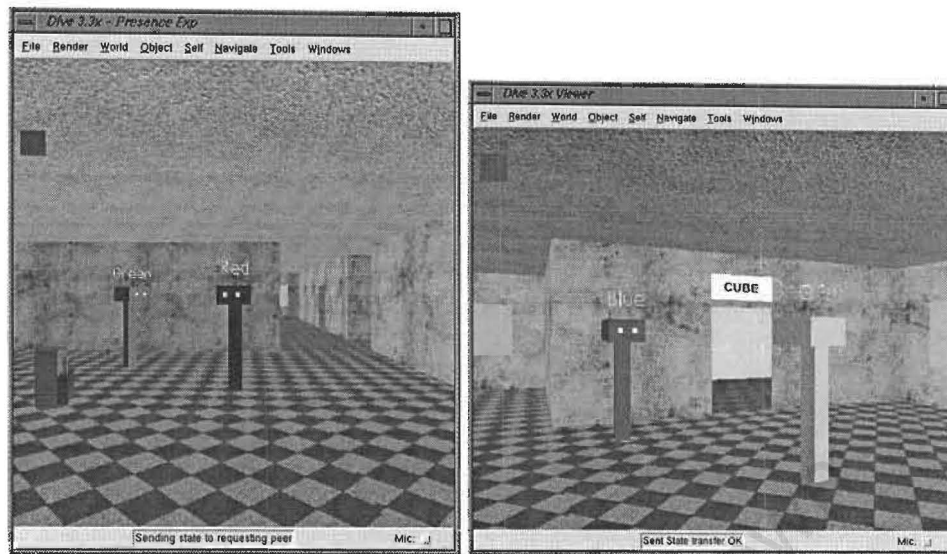 Dive 3.3x - Presence Exp
File Render World Object Self Navigate Tools Windows
Green
Red
Sending state to requesting peer
Mic:
Dive 3.3x Viewer
File Render World Object Self Navigate Tools Windows
CUBE
Blue
Sent State transfer OK
Mic: